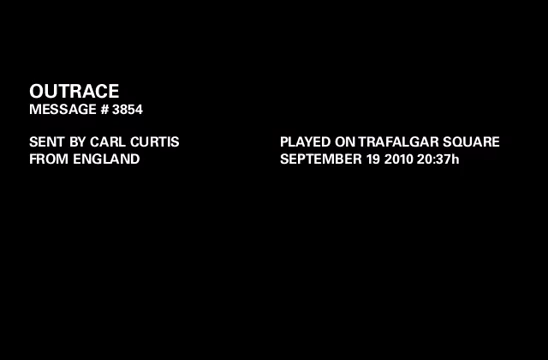 OUTRACE
MESSAGE # 3854
SENT BY CARL CURTIS
FROM ENGLAND
PLAYED ON TRAFALGAR SQUARE
SEPTEMBER 19 2010 20:37h